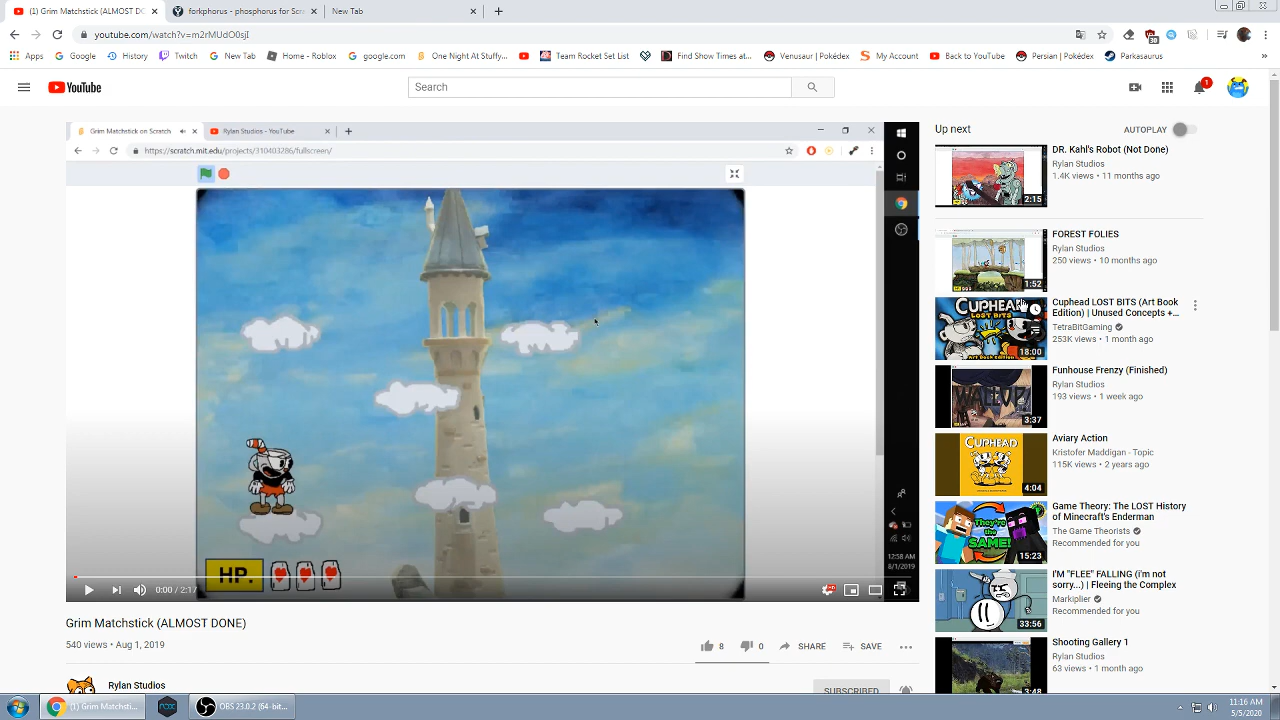 (1) Grim Matchstick (ALMOST DO
forkphorus - phosphorus for Scr
New Tab
youtube.com/watch?v=m2rMUdO0sjI
30
Apps
Google
History
Twitch
New Tab
Home - Roblox
google.com
Consignment At Stuffy...
Team Rocket Set List
Find Show Times at...
Venuseur | Pokédex
My Account
Back to YouTube
Persian | Pokédex
Parkasaurus
»
YouTube
Search
1
Grim Matchstick on Scratch
Rylan Studios - YouTube
https://scratch.mit.edu/projects/310403286/fullscreen/
HP.
12:58 AM
8/1/2019
0:00
Grim Matchstick (ALMOST DONE)
540 views • Aug 1, 2019
8
0
SHARE
SAVE
Rylan Studios
SUBSCRIBED
Up next
AUTOPLAY
DR. Kahl's Robot (Not Done)
Rylan Studios
1.4K views • 11 months ago
2:15
FOREST FOLIES
Rylan Studios
250 views • 10 months ago
1:52
Cuphead LOST BITS (Art Book
Edition) | Unused Concepts +...
TetraBitGaming
253K views • 1 month ago
CUPHEAD
LOST BITS
18:00
Funhouse Frenzy (Finished)
Rylan Studios
193 views • 1 week ago
WALLOP!
3:37
Aviary Action
Kristofer Maddigan - Topic
115K views • 2 years ago
CUPHEAD
4:04
Game Theory: The LOST History
of Minecraft's Enderman
The Game Theorists
Recommended for you
They're
the
SAME!
15:23
I'M "FLEE" FALLING (i'm not
sorry...) | Fleeing the Complex
Markiplier
Recommended for you
33:56
Shooting Gallery 1
Rylan Studios
63 views • 1 month ago
3:48
(1) Grim Matchsti...
OBS 23.0.2 (64-bit...
11:16 AM
5/5/2020